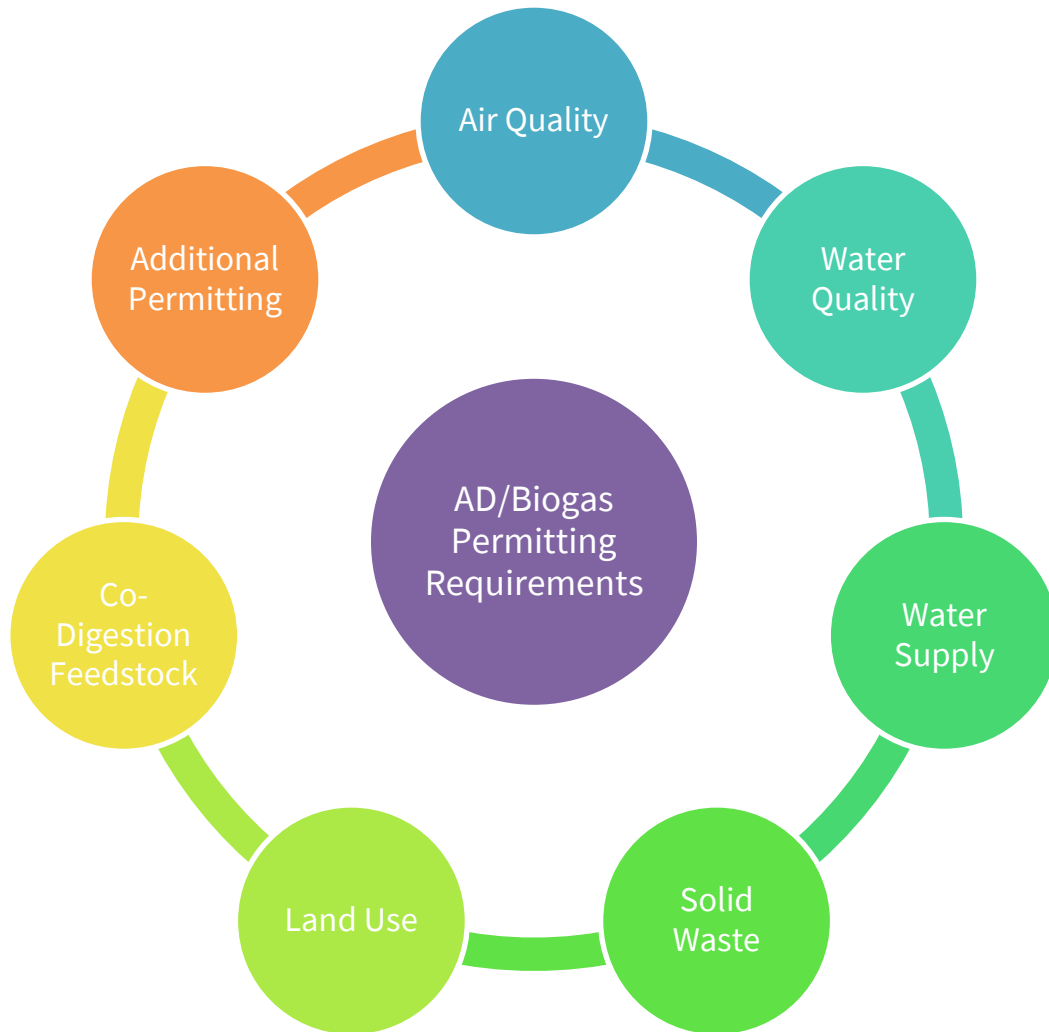 Air Quality
Water
Quality
Water
Supply
Solid
Waste
Land Use
Co-
Digestion
Feedstock
Additional
Permitting
AD/Biogas
Permitting
Requirements